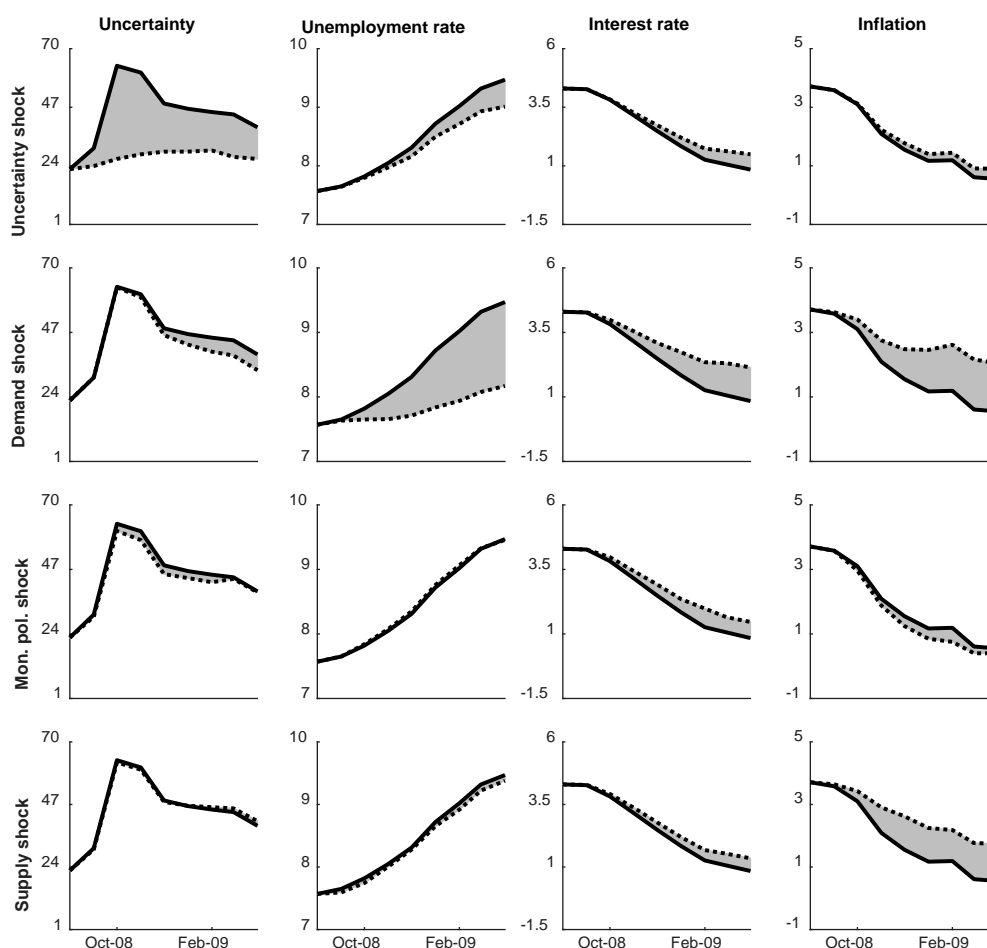 Uncertainty Unemployment rate Interest rate Inflation
Uncertainty shock
70 10 6 5
47 9 3.5 3
24 8 1 1
1 7 -1.5 -1
Demand shock
70 10 6 5
47 9 3.5 3
24 8 1 1
1 7 -1.5 -1
Mon. pol. shock
70 10 6 5
47 9 3.5 3
24 8 1 1
1 7 -1.5 -1
Supply shock
70 10 6 5
47 9 3.5 3
24 8 1 1
1 7 -1.5 -1
Oct-08 Feb-09 Oct-08 Feb-09 Oct-08 Feb-09 Oct-08 Feb-09